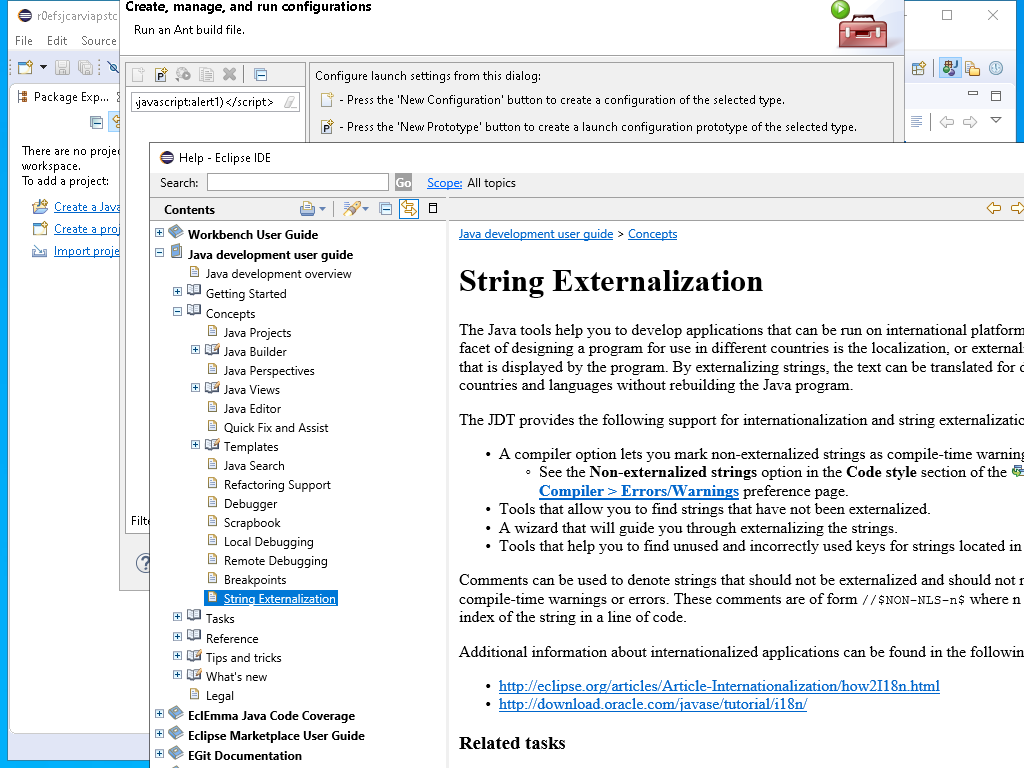 r0efsjcarviapstc
File Edit Source
Package Exp...
There are no projec
workspace.
To add a project:
Create a Java
Create a proj
Import proje
Create, manage, and run configurations
Run an Ant build file.
javascript:alert1)</script>
Configure launch settings from this dialog:
- Press the 'New Configuration' button to create a configuration of the selected type.
- Press the 'New Prototype' button to create a launch configuration prototype of the selected type.
Filte
Help - Eclipse IDE
Search:
Go
Scope: All topics
Contents
Workbench User Guide
Java development user guide
Java development overview
Getting Started
Concepts
Java Projects
Java Builder
Java Perspectives
Java Views
Java Editor
Quick Fix and Assist
Templates
Java Search
Refactoring Support
Debugger
Scrapbook
Local Debugging
Remote Debugging
Breakpoints
String Externalization
Tasks
Reference
Tips and tricks
What's new
Legal
EclEmma Java Code Coverage
Eclipse Marketplace User Guide
EGit Documentation
Java development user guide > Concepts
String Externalization
The Java tools help you to develop applications that can be run on international platform
facet of designing a program for use in different countries is the localization, or external
that is displayed by the program. By externalizing strings, the text can be translated for d
countries and languages without rebuilding the Java program.
The JDT provides the following support for internationalization and string externalizatio
• A compiler option lets you mark non-externalized strings as compile-time warning
◦ See the Non-externalized strings option in the Code style section of the
Compiler > Errors/Warnings preference page.
• Tools that allow you to find strings that have not been externalized.
• A wizard that will guide you through externalizing the strings.
• Tools that help you to find unused and incorrectly used keys for strings located in
Comments can be used to denote strings that should not be externalized and should not r
compile-time warnings or errors. These comments are of form //$NON-NLS-n$ where n
index of the string in a line of code.
Additional information about internationalized applications can be found in the followin
• http://eclipse.org/articles/Article-Internationalization/how2I18n.html
• http://download.oracle.com/javase/tutorial/i18n/
Related tasks